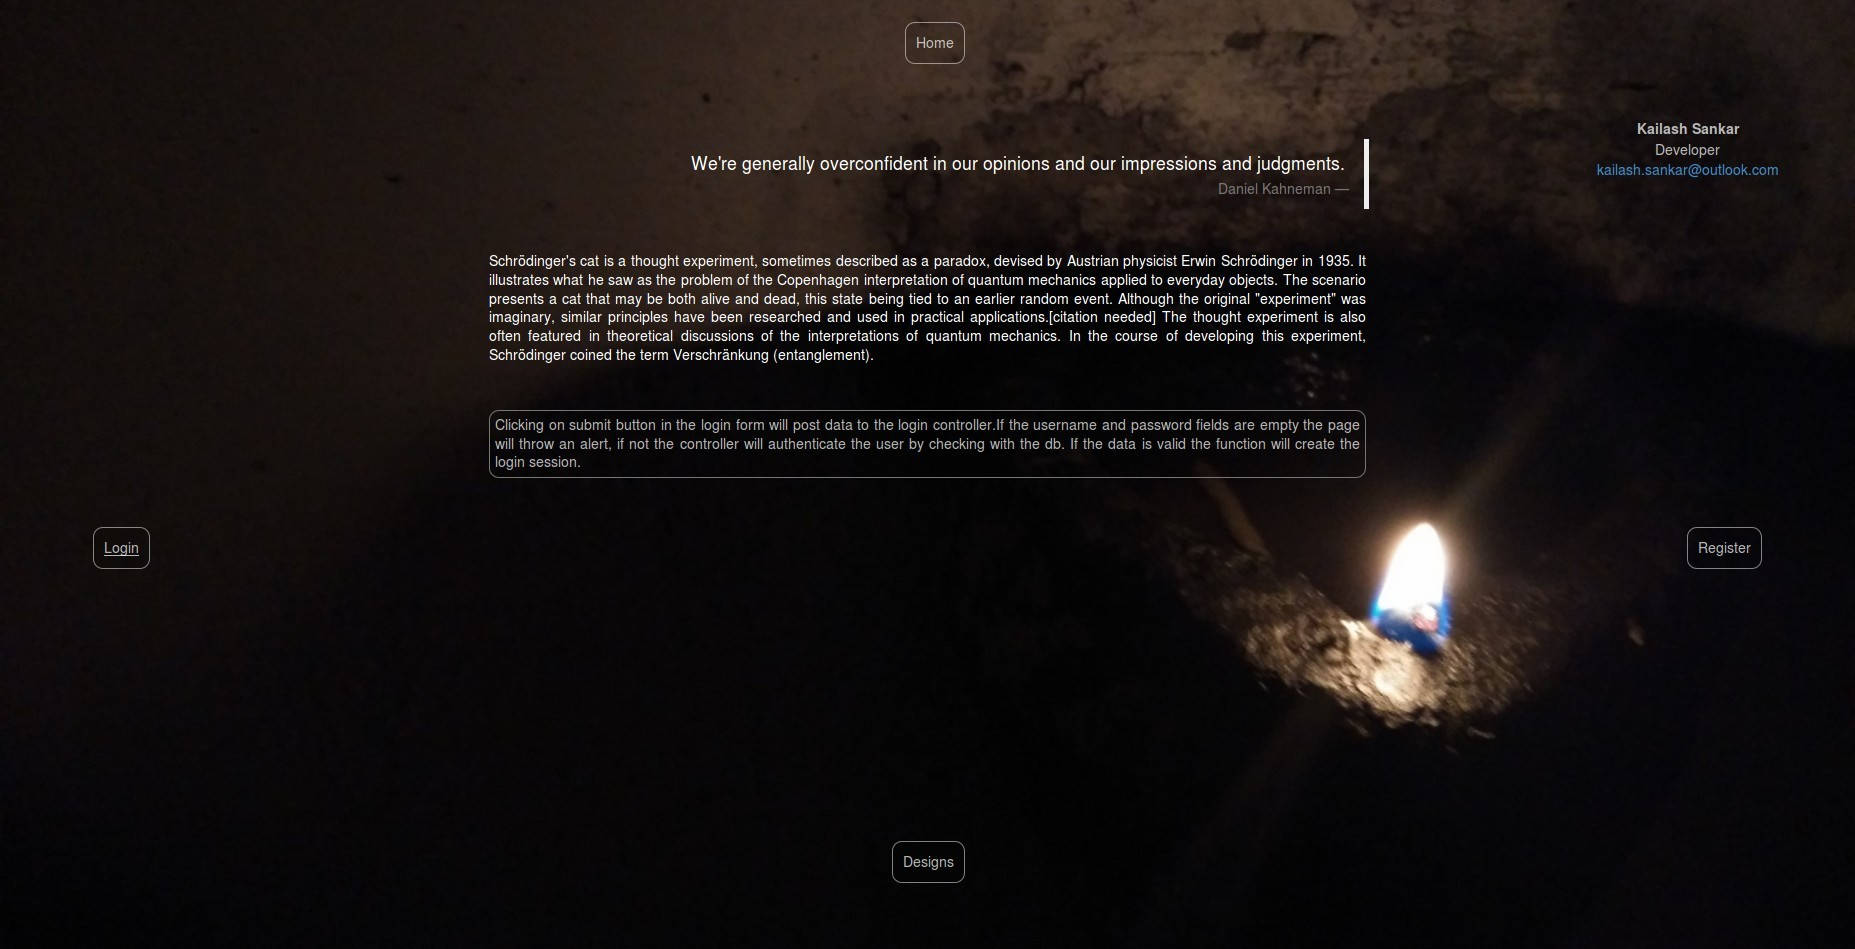 Home
Kailash Sankar
Developer
kailash.sankar@outlook.com
We're generally overconfident in our opinions and our impressions and judgments.
Daniel Kahneman —
Schrödinger's cat is a thought experiment, sometimes described as a paradox, devised by Austrian physicist Erwin Schrödinger in 1935. It
illustrates what he saw as the problem of the Copenhagen interpretation of quantum mechanics applied to everyday objects. The scenario
presents a cat that may be both alive and dead, this state being tied to an earlier random event. Although the original "experiment" was
imaginary, similar principles have been researched and used in practical applications.[citation needed] The thought experiment is also
often featured in theoretical discussions of the interpretations of quantum mechanics. In the course of developing this experiment,
Schrödinger coined the term Verschränkung (entanglement).
Clicking on submit button in the login form will post data to the login controller.If the username and password fields are empty the page
will throw an alert, if not the controller will authenticate the user by checking with the db. If the data is valid the function will create the
login session.
Login
Register
Designs